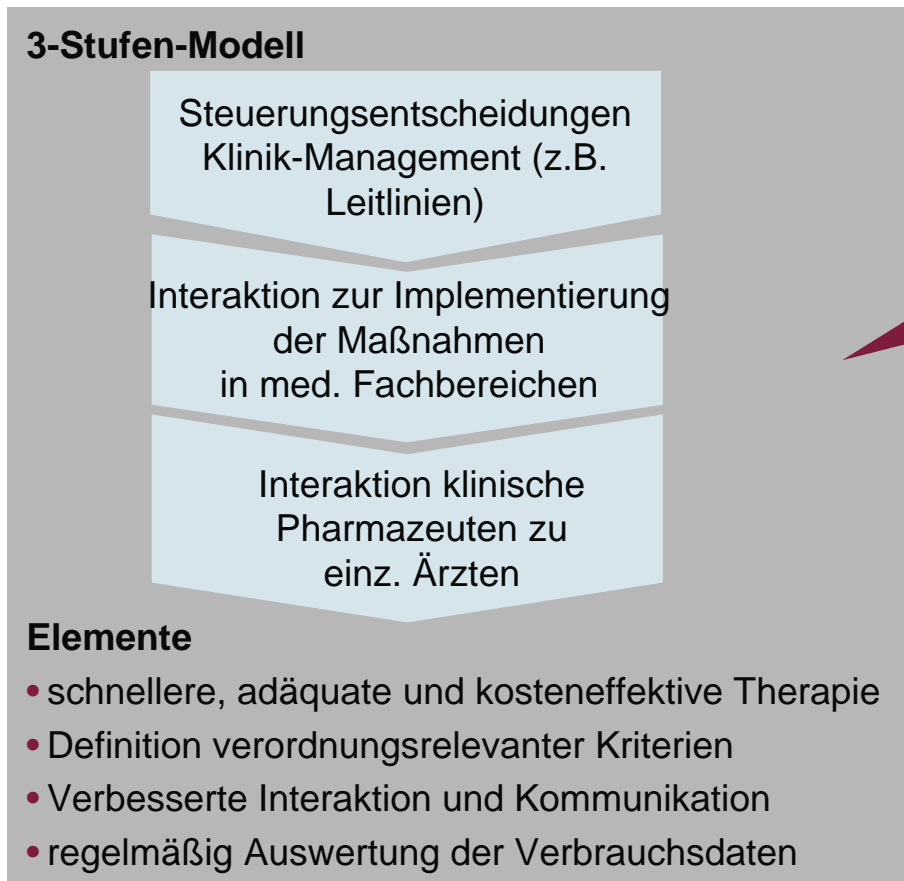 3-Stufen-Modell
Steuerungsentscheidungen
Klinik-Management (z.B.
Leitlinien)
Interaktion zur Implementierung
der Maßnahmen
in med. Fachbereichen
Interaktion klinische
Pharmazeuten zu
einz. Ärzten
Elemente
• schnellere, adäquate und kosteneffektive Therapie
• Definition verordnungsrelevanter Kriterien
• Verbesserte Interaktion und Kommunikation
• regelmäßig Auswertung der Verbrauchsdaten